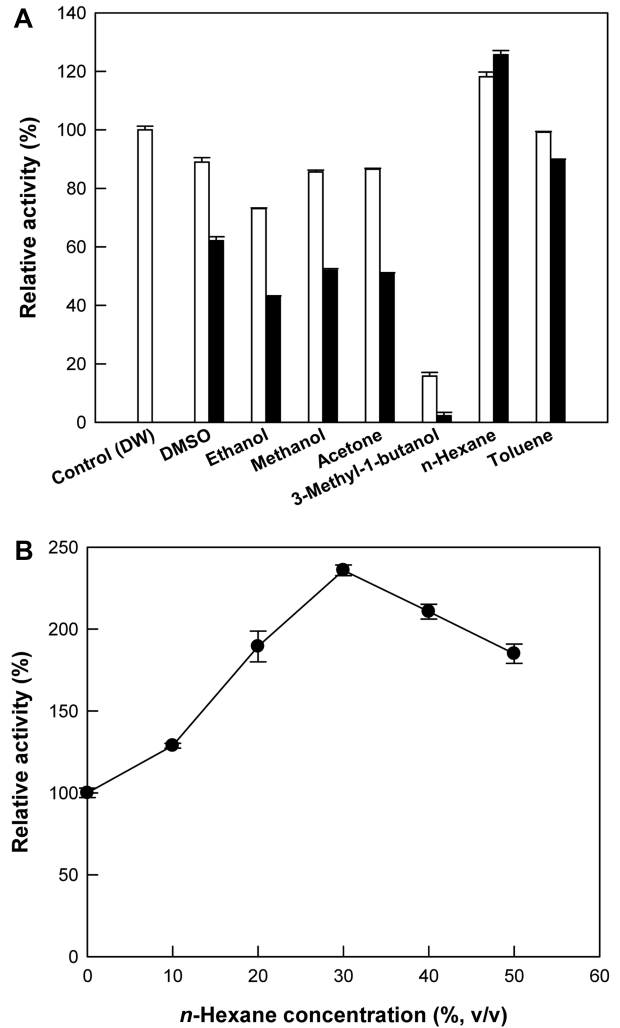 A
Relative activity (%)
140
120
100
80
60
40
20
0
Control (DW)
DMSO
Ethanol
Methanol
Acetone
3-Methyl-1-butanol
n-Hexane
Toluene
B
Relative activity (%)
250
200
150
100
50
0
0 10 20 30 40 50 60
n-Hexane concentration (%, v/v)